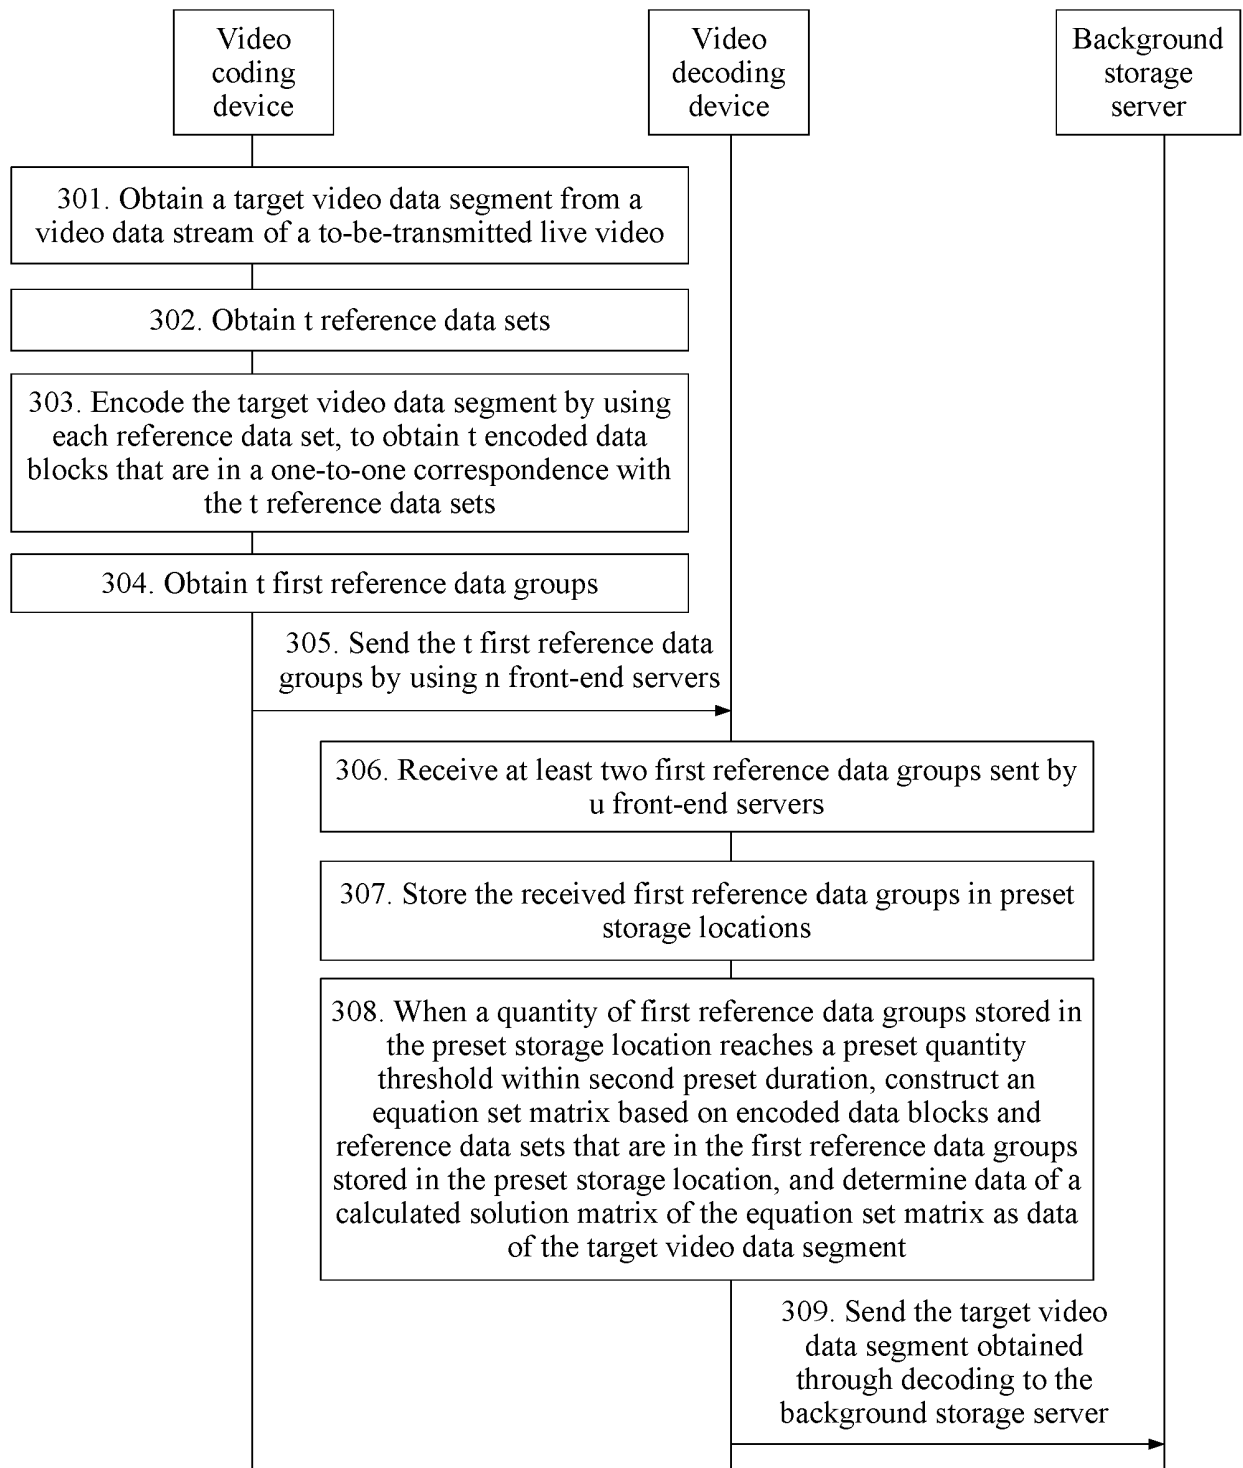 Video
coding
device
Video
decoding
device
Background
storage
server
301. Obtain a target video data segment from a
video data stream of a to-be-transmitted live video
302. Obtain t reference data sets
303. Encode the target video data segment by using
each reference data set, to obtain t encoded data
blocks that are in a one-to-one correspondence with
the t reference data sets
304. Obtain t first reference data groups
305. Send the t first reference data
groups by using n front-end servers
306. Receive at least two first reference data groups sent by
u front-end servers
307. Store the received first reference data groups in preset
storage locations
308. When a quantity of first reference data groups stored in
the preset storage location reaches a preset quantity
threshold within second preset duration, construct an
equation set matrix based on encoded data blocks and
reference data sets that are in the first reference data groups
stored in the preset storage location, and determine data of a
calculated solution matrix of the equation set matrix as data
of the target video data segment
309. Send the target video
data segment obtained
through decoding to the
background storage server